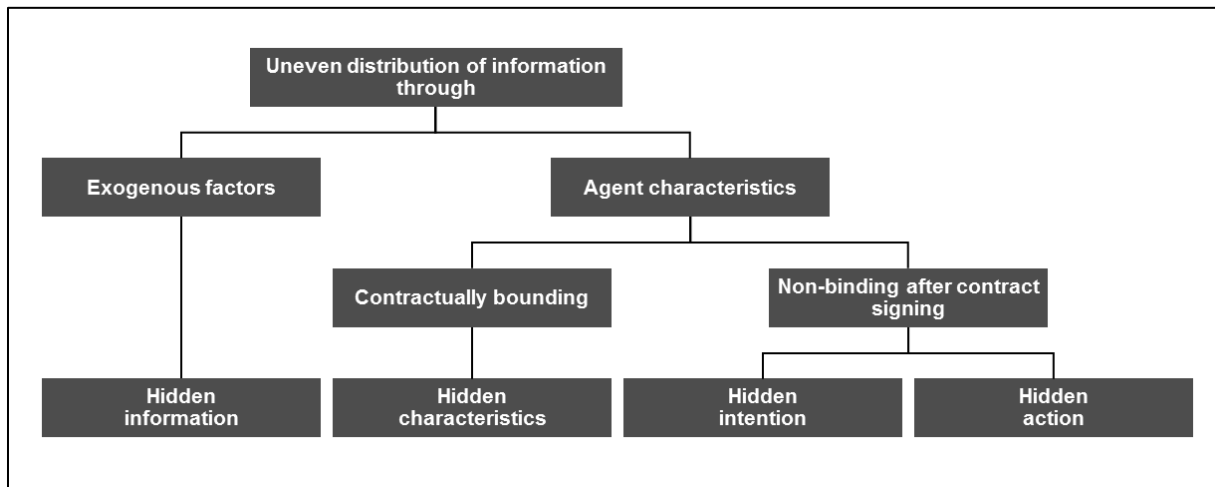 Uneven distribution of information
through
Exogenous factors
Agent characteristics
Contractually bounding
Non-binding after contract
signing
Hidden
information
Hidden
characteristics
Hidden
intention
Hidden
action